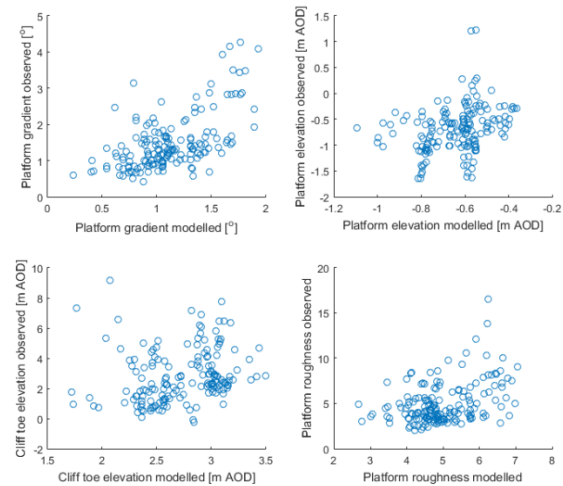 Platform gradient observed [°]
5
4
3
2
1
0
0 0.5 1 1.5 2
Platform gradient modelled [°]
Platform elevation observed [m AOD]
1.5
1
0.5
0
-0.5
-1
-1.5
-2
-1.2 -1 -0.8 -0.6 -0.4 -0.2
Platform elevation modelled [m AOD]
Cliff toe elevation observed [m AOD]
10
8
6
4
2
0
-2
1.5 2 2.5 3 3.5
Cliff toe elevation modelled [m AOD]
Platform roughness observed
20
15
10
5
0
2 3 4 5 6 7 8
Platform roughness modelled